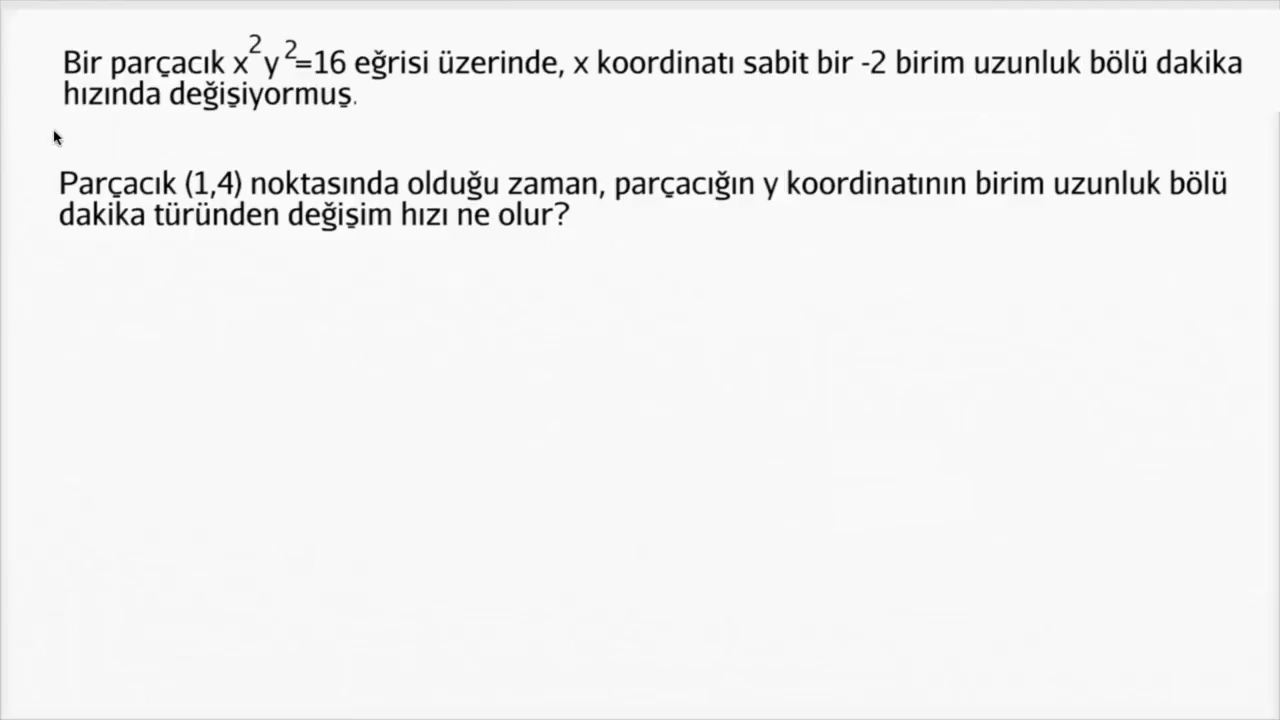 Bir parçacık x²y²=16 eğrisi üzerinde, x koordinatı sabit bir -2 birim uzunluk bölü dakika
hızında değişiyormuş.
Parçacık (1,4) noktasında olduğu zaman, parçacığın y koordinatının birim uzunluk bölü
dakika türünden değişim hızı ne olur?